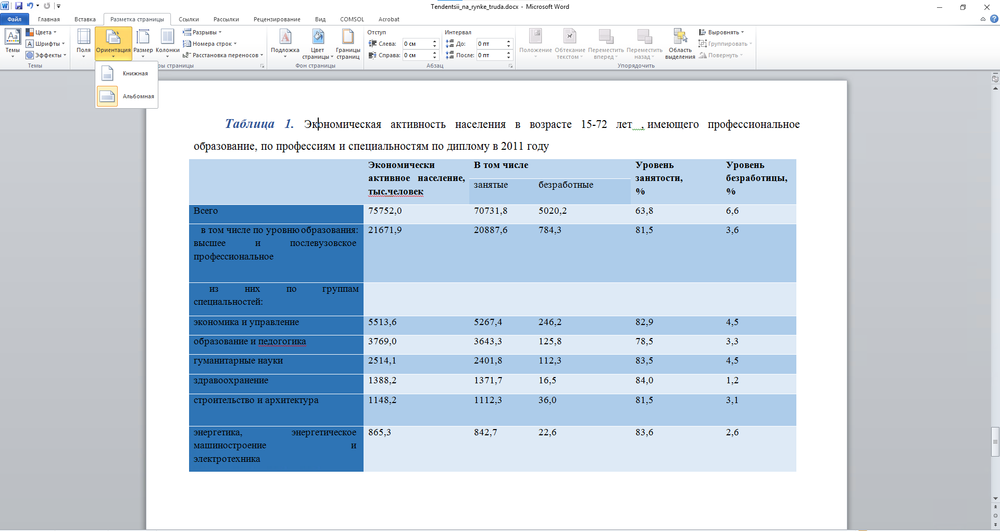 Tendentsii_na_rynke_truda.docx - Microsoft Word
Файл Главная Вставка Разметка страницы Ссылки Рассылки Рецензирование Вид COMSOL Acrobat
Темы
Цвета
Шрифты
Эффекты
Темы
Поля
Ориентация
Размер
Колонки
Разрывы
Номера строк
Расстановка переносов
ры страницы
Книжная
Альбомная
Подложка
Цвет
страницы
Границы
страниц
Фон страницы
Отступ
Слева: 0 см
Справа: 0 см
Интервал
До: 0 пт
После: 0 пт
Абзац
Положение
Обтекание
текстом
Переместить
вперед
Переместить
назад
Область
выделения
Выровнять
Группировать
Повернуть
Упорядочить
Таблица 1. Экономическая активность населения в возрасте 15-72 лет , имеющего профессиональное
образование, по профессиям и специальностям по диплому в 2011 году
Экономически
активное население,
тыс.человек
В том числе
занятые безработные
Уровень
занятости,
%
Уровень
безработицы,
%
Всего 75752,0 70731,8 5020,2 63,8 6,6
в том числе по уровню образования: 21671,9 20887,6 784,3 81,5 3,6
высшее и послевузовское
профессиональное
из них по группам
специальностей:
экономика и управление 5513,6 5267,4 246,2 82,9 4,5
образование и педогогика 3769,0 3643,3 125,8 78,5 3,3
гуманитарные науки 2514,1 2401,8 112,3 83,5 4,5
здравоохранение 1388,2 1371,7 16,5 84,0 1,2
строительство и архитектура 1148,2 1112,3 36,0 81,5 3,1
энергетика, энергетическое 865,3 842,7 22,6 83,6 2,6
машиностроение и
электротехника